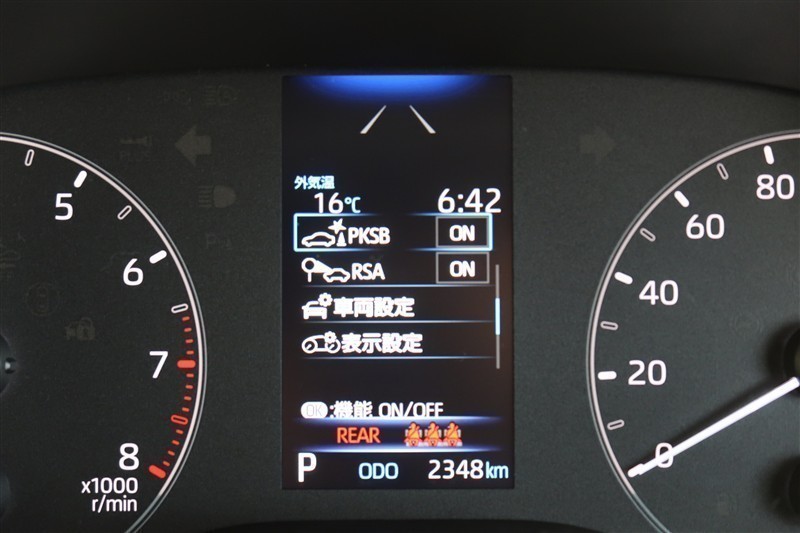 外気温
16℃ 6:42
PKSB ON
RSA ON
車両設定
表示設定
OK :機能 ON/OFF
REAR
P ODO 2348km
5
6
7
8
x1000
r/min
80
60
40
20
0